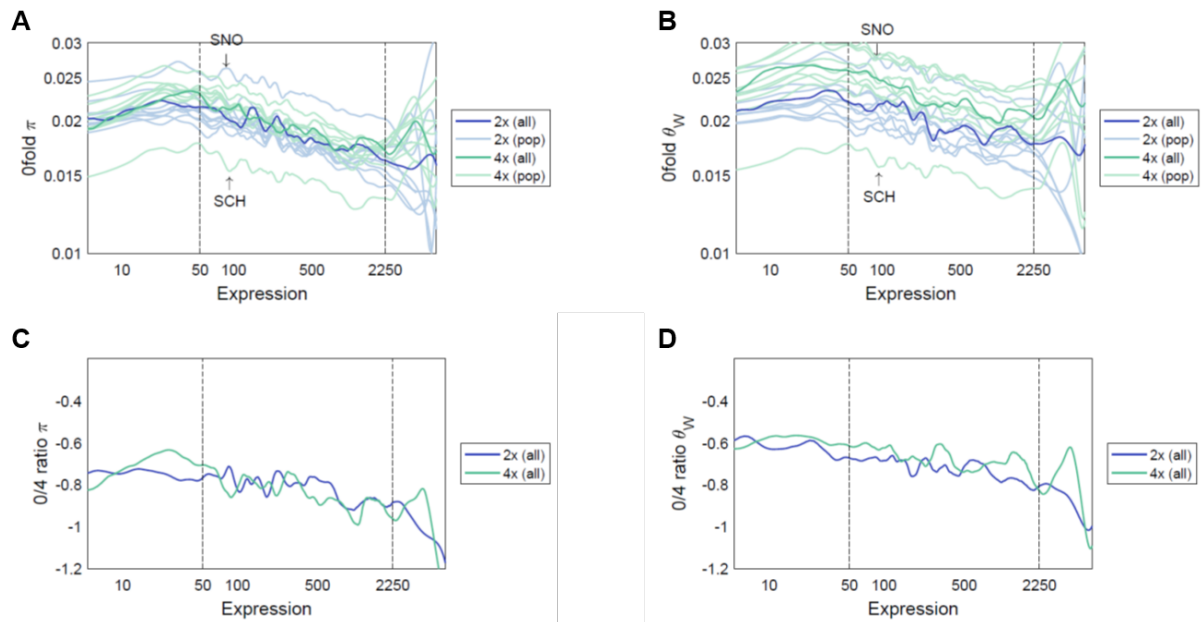 A
SNO
0fold π
0.03
0.025
0.02
0.015
0.01
SCH
10 50 100 500 2250
Expression
2x (all)
2x (pop)
4x (all)
4x (pop)
B
SNO
0fold θW
0.03
0.025
0.02
0.015
0.01
SCH
10 50 100 500 2250
Expression
2x (all)
2x (pop)
4x (all)
4x (pop)
C
0/4 ratio π
-0.4
-0.6
-0.8
-1
-1.2
10 50 100 500 2250
Expression
2x (all)
4x (all)
D
0/4 ratio θW
-0.4
-0.6
-0.8
-1
-1.2
10 50 100 500 2250
Expression
2x (all)
4x (all)